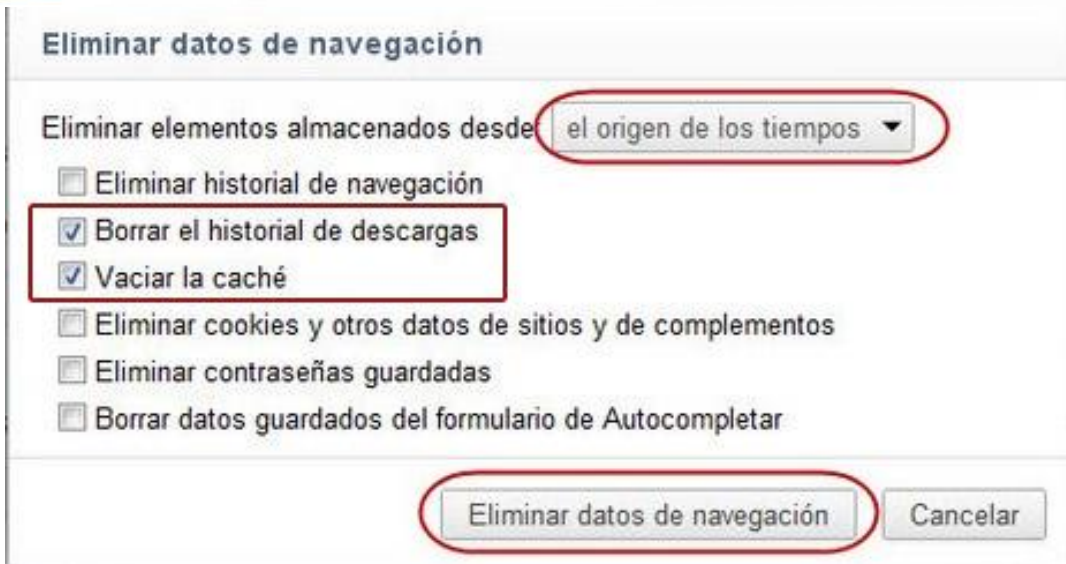 Eliminar datos de navegación
Eliminar elementos almacenados desde: el origen de los tiempos
Eliminar historial de navegación
Borrar el historial de descargas
Vaciar la caché
Eliminar cookies y otros datos de sitios y de complementos
Eliminar contraseñas guardadas
Borrar datos guardados del formulario de Autocompletar
Eliminar datos de navegación Cancelar